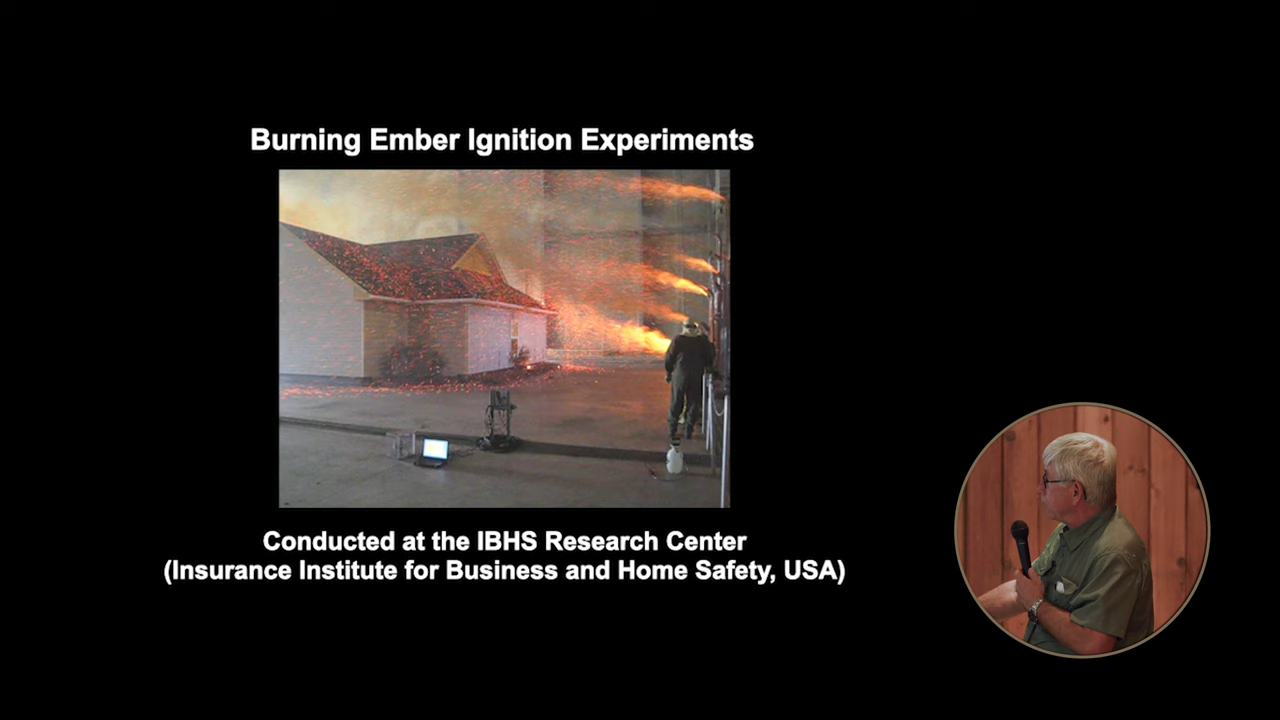 Burning Ember Ignition Experiments
Conducted at the IBHS Research Center
(Insurance Institute for Business and Home Safety, USA)